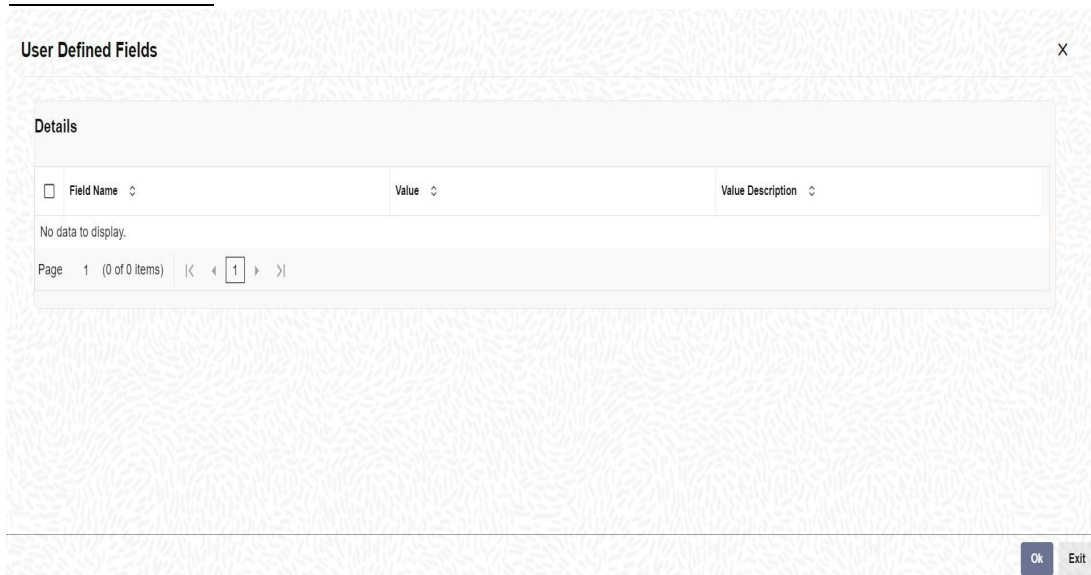 User Defined Fields
Details
Field Name Value Value Description
No data to display.
Page 1 (0 of 0 items) 1
Ok Exit